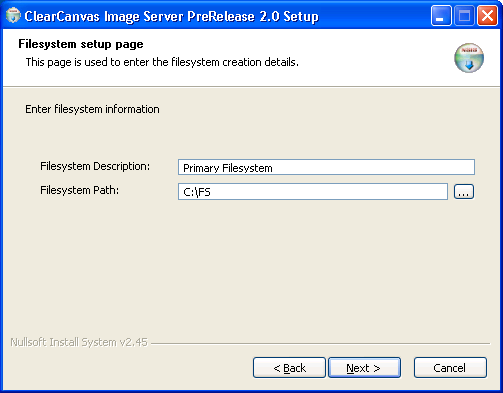 ClearCanvas Image Server PreRelease 2.0 Setup
Filesystem setup page
This page is used to enter the filesystem creation details.
Enter filesystem information
Filesystem Description: Primary Filesystem
Filesystem Path: C:\FS ...
Nullsoft Install System v2.45
< Back Next > Cancel